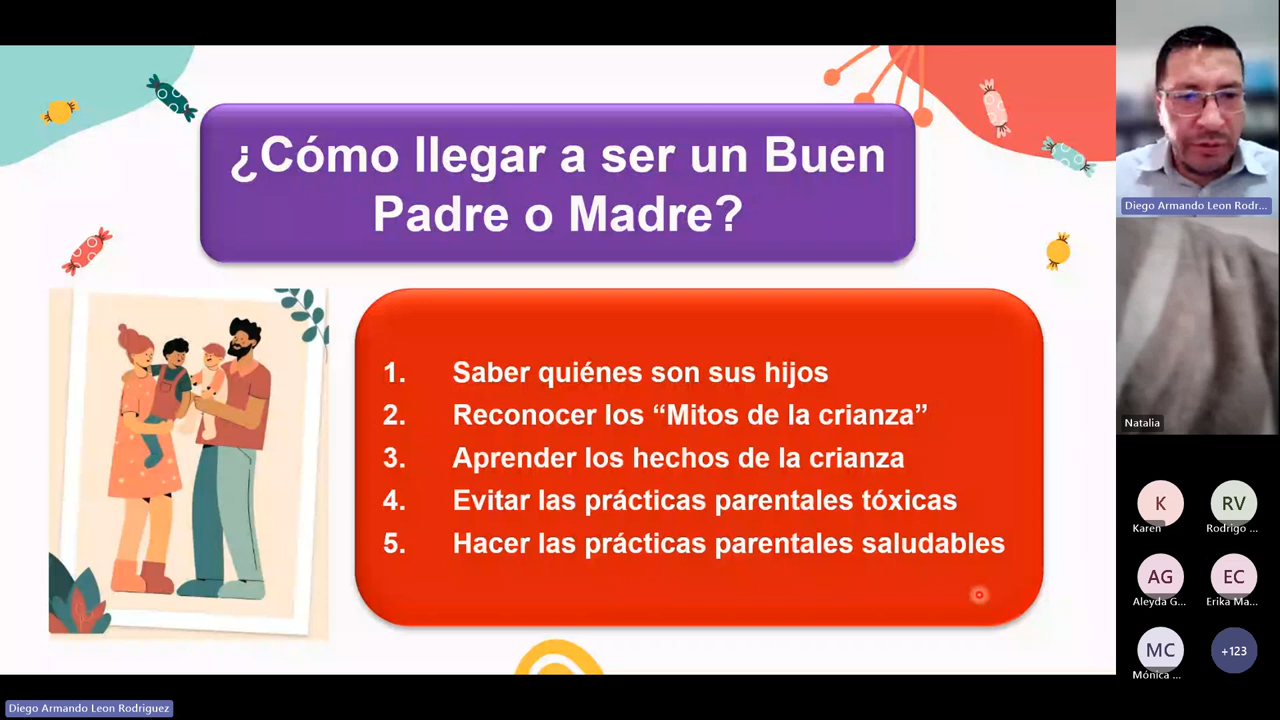 ¿Cómo llegar a ser un Buen
Padre o Madre?
1. Saber quiénes son sus hijos
2. Reconocer los “Mitos de la crianza”
3. Aprender los hechos de la crianza
4. Evitar las prácticas parentales tóxicas
5. Hacer las prácticas parentales saludables
Diego Armando Leon Rodr...
Natalia
K
Karen
RV
Rodrigo ...
AG
Aleyda G...
EC
Erika Ma...
MC
Mónica ...
+123
Diego Armando Leon Rodriguez